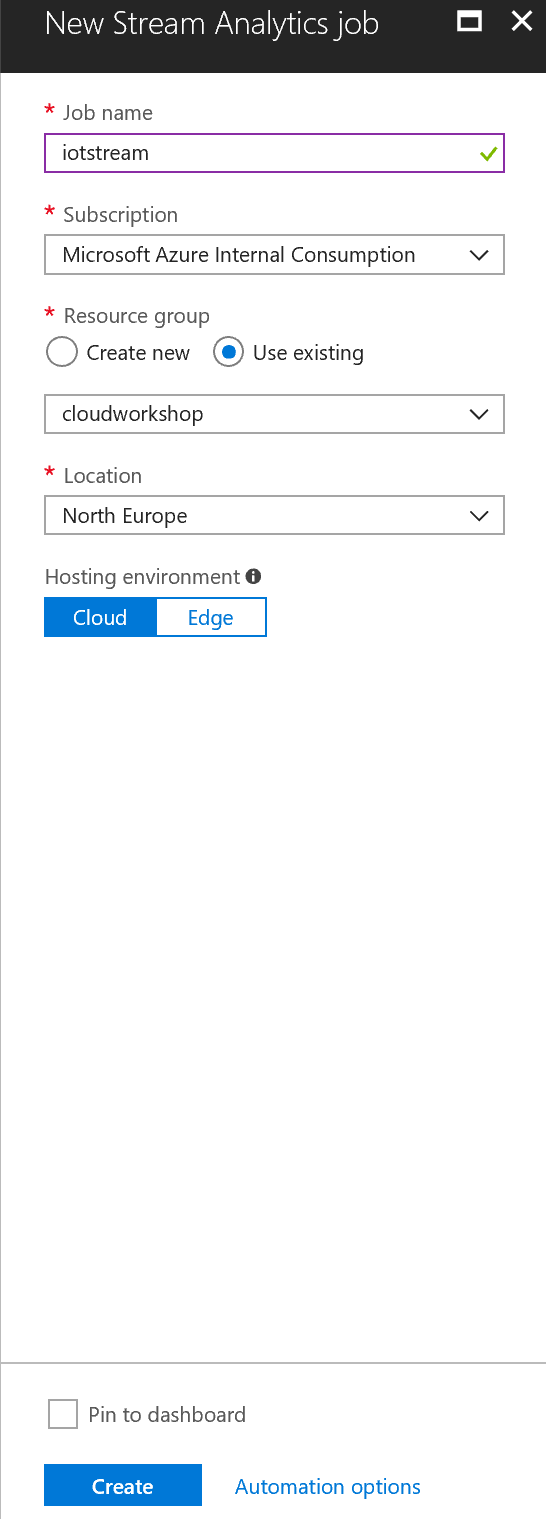 New Stream Analytics job
* Job name
iotstream
* Subscription
Microsoft Azure Internal Consumption
* Resource group
Create new Use existing
cloudworkshop
* Location
North Europe
Hosting environment
Cloud Edge
Pin to dashboard
Create Automation options